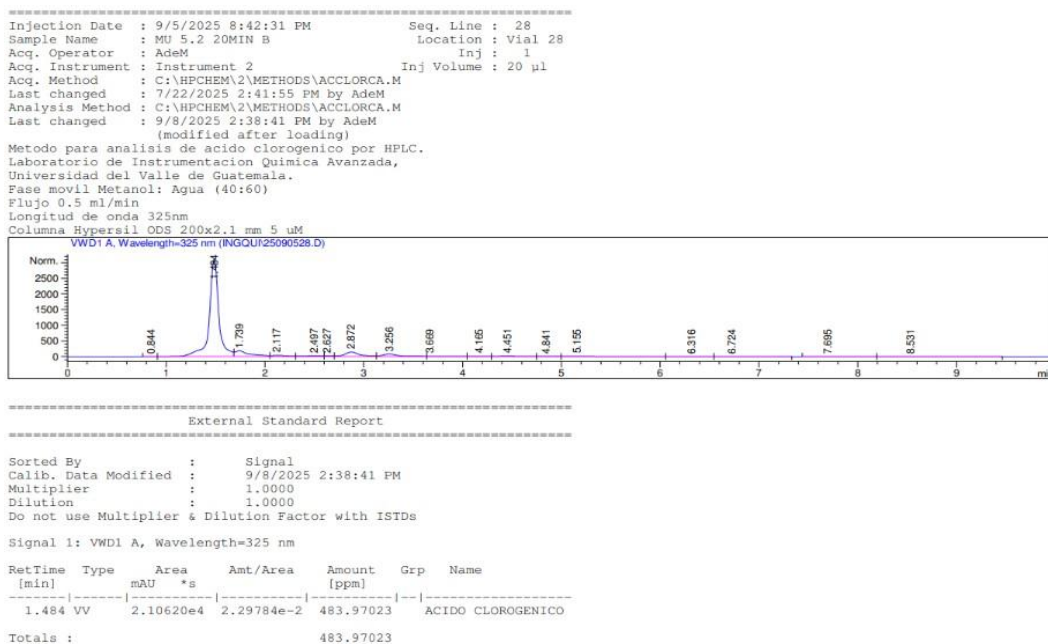 ==================================================================
Injection Date : 9/5/2025 8:42:31 PM Seq. Line : 28
Sample Name : MU 5.2 20MIN B Location : Vial 28
Acq. Operator : AdeM Inj : 1
Acq. Instrument : Instrument 2 Inj Volume : 20 µl
Acq. Method : C:\HPCHEM\2\METHODS\ACCLORCA.M
Last changed : 7/22/2025 2:41:55 PM by AdeM
Analysis Method : C:\HPCHEM\2\METHODS\ACCLORCA.M
Last changed : 9/8/2025 2:38:41 PM by AdeM
(modified after loading)
Metodo para analisis de acido clorogenico por HPLC.
Laboratorio de Instrumentacion Quimica Avanzada,
Universidad del Valle de Guatemala.
Fase movil Metanol: Agua (40:60)
Flujo 0.5 ml/min
Longitud de onda 325nm
Columna Hypersil ODS 200x2.1 mm 5 uM
VWD1 A, Wavelength=325 nm (INGQUI\25090528.D)
Norm.
2500
2000
1500
1000
500
0
0.844
1.484
1.739
2.117
2.497
2.627
2.872
3.256
3.669
4.165
4.451
4.841
5.155
6.316
6.724
7.695
8.531
0 1 2 3 4 5 6 7 8 9 mi
==================================================================
External Standard Report
==================================================================
Sorted By : Signal
Calib. Data Modified : 9/8/2025 2:38:41 PM
Multiplier : 1.0000
Dilution : 1.0000
Do not use Multiplier & Dilution Factor with ISTDs
Signal 1: VWD1 A, Wavelength=325 nm
RetTime Type Area Amt/Area Amount Grp Name
[min] mAU *s [ppm]
-------|------|----------|----------|----------|--|------------------
1.484 VV 2.10620e4 2.29784e-2 483.97023 ACIDO CLOROGENICO
Totals : 483.97023